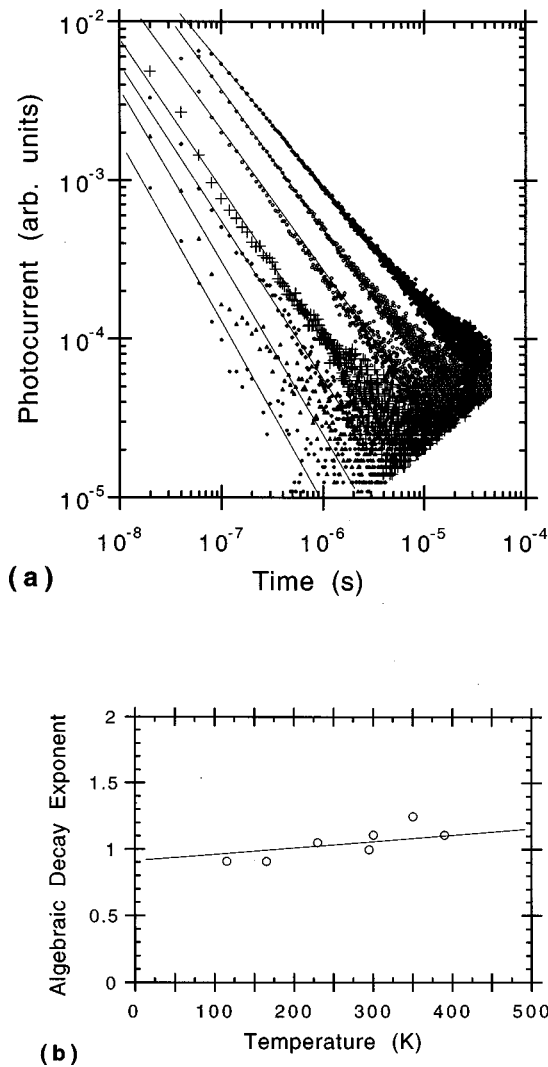 10^-2
10^-3
10^-4
10^-5
Photocurrent (arb. units)
10^-8 10^-7 10^-6 10^-5 10^-4
Time (s)
(a)
2
1.5
1
0.5
0
Algebraic Decay Exponent
0 100 200 300 400 500
Temperature (K)
(b)